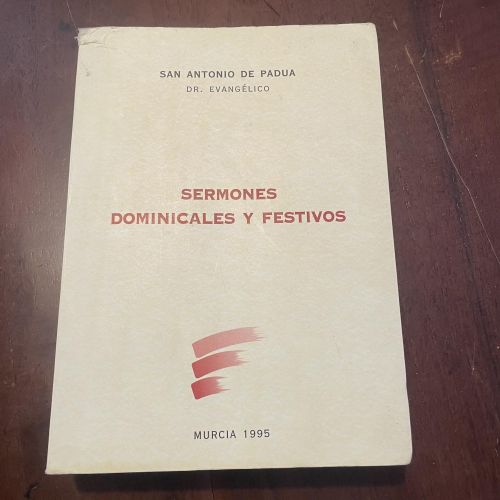 SAN ANTONIO DE PADUA
DR. EVANGÉLICO
SERMONES
DOMINICALES Y FESTIVOS
MURCIA 1995